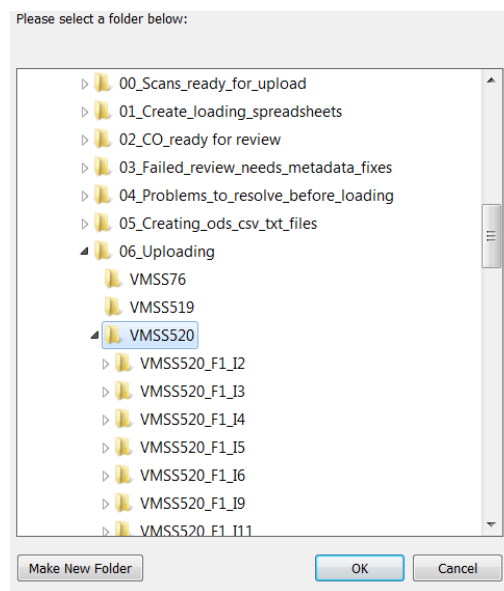 Please select a folder below:
00_Scans_ready_for_upload
01_Create_loading_spreadsheets
02_CO_ready for review
03_Failed_review_needs_metadata_fixes
04_Problems_to_resolve_before_loading
05_Creating_ods_csv_txt_files
06_Uploading
VMSS76
VMSS519
VMSS520
VMSS520_F1_I2
VMSS520_F1_I3
VMSS520_F1_I4
VMSS520_F1_I5
VMSS520_F1_I6
VMSS520_F1_I9
VMSS520_F1_I11
Make New Folder OK Cancel